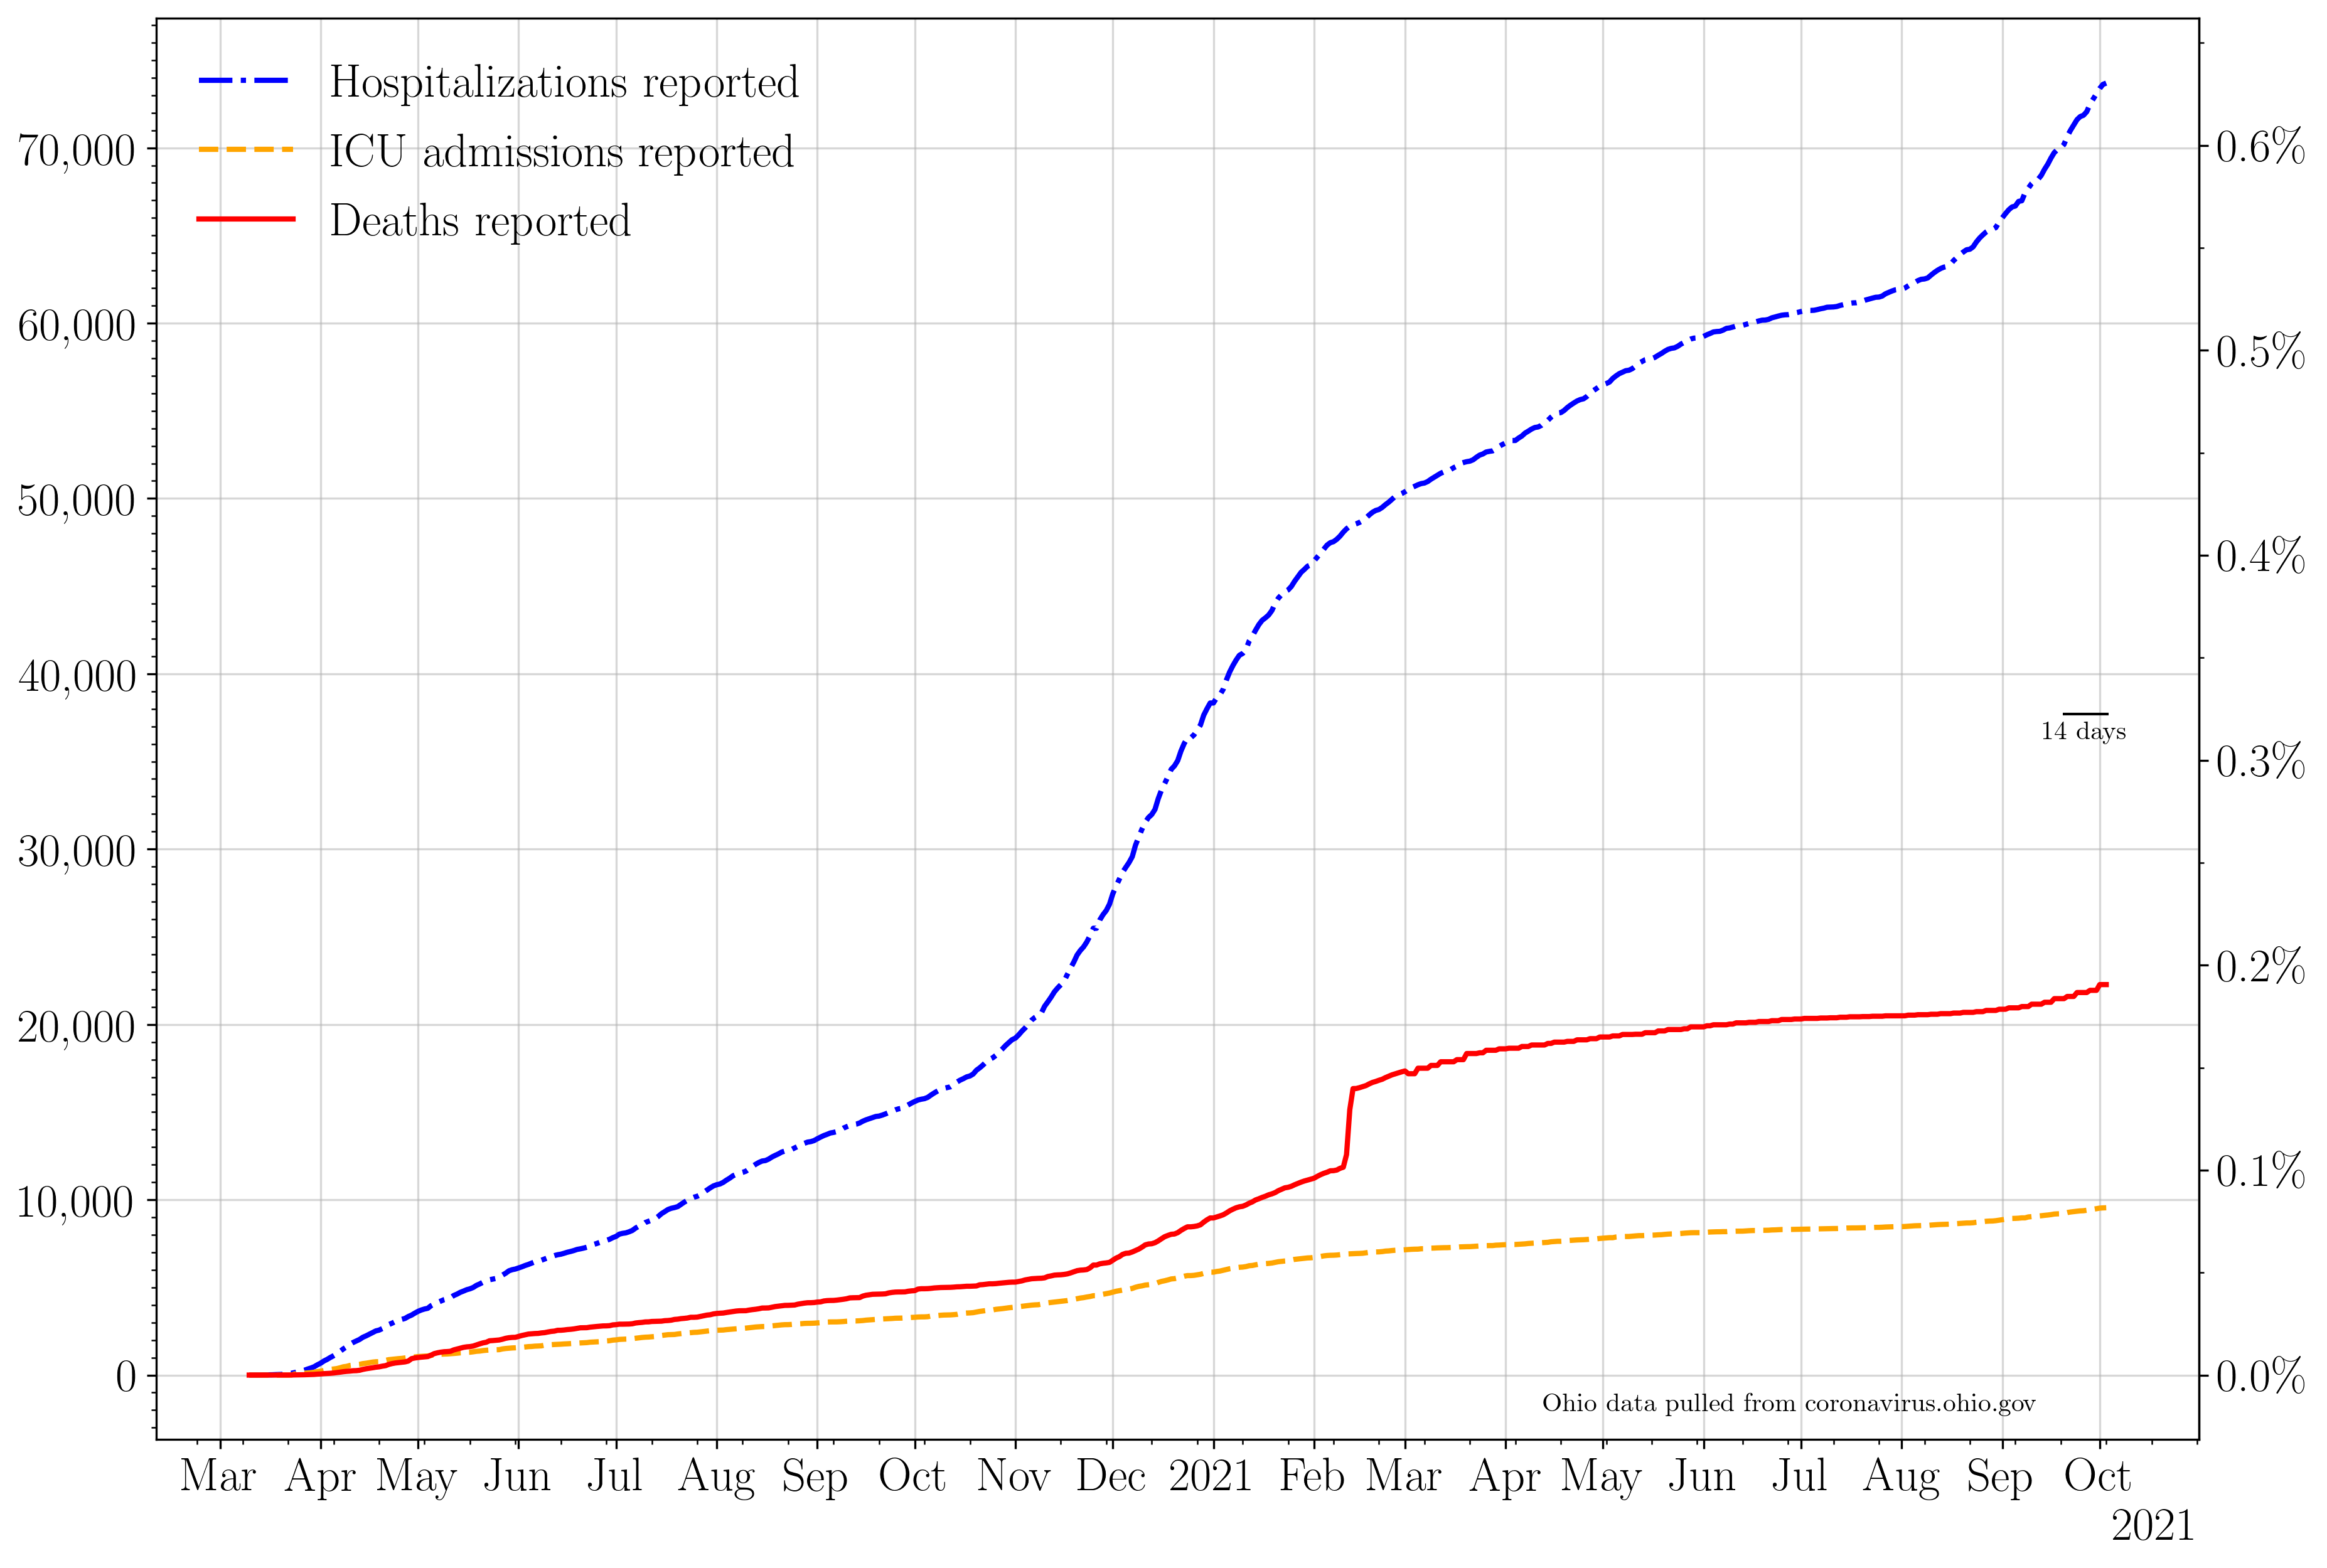 Hospitalizations reported
ICU admissions reported
Deaths reported
70,000
60,000
50,000
40,000
30,000
20,000
10,000
0
0.6%
0.5%
0.4%
0.3%
0.2%
0.1%
0.0%
14 days
Ohio data pulled from coronavirus.ohio.gov
Mar Apr May Jun Jul Aug Sep Oct Nov Dec 2021 Feb Mar Apr May Jun Jul Aug Sep Oct
2021